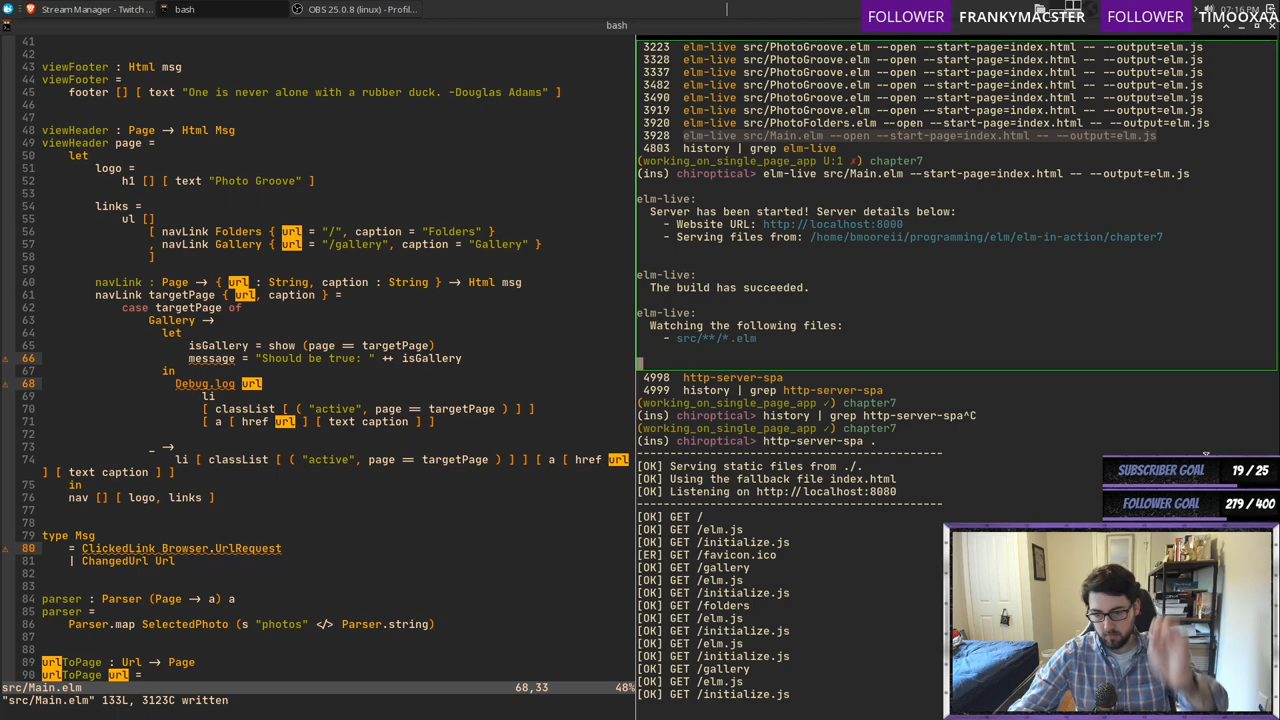 Stream Manager - Twitch ...
bash
OBS 25.0.8 (linux) - Profil...
07:16 PM
FOLLOWER FRANKYMACSTER FOLLOWER TIMOOXAA
bash
41
42
43 viewFooter : Html msg
44 viewFooter =
45 footer [] [ text "One is never alone with a rubber duck. -Douglas Adams" ]
46
47
48 viewHeader : Page → Html Msg
49 viewHeader page =
50 let
51 logo =
52 h1 [] [ text "Photo Groove" ]
53
54 links =
55 ul []
56 [ navLink Folders { url = "/", caption = "Folders" }
57 , navLink Gallery { url = "/gallery", caption = "Gallery" }
58 ]
59
60 navLink : Page → { url : String, caption : String } → Html msg
61 navLink targetPage { url, caption } =
62 case targetPage of
63 Gallery →
64 let
65 isGallery = show (page == targetPage)
66 message = "Should be true: " ++ isGallery
67 in
68 Debug.log url
69 li
70 [ classList [ ( "active", page == targetPage ) ] ]
71 [ a [ href url ] [ text caption ] ]
72
73 _ →
74 li [ classList [ ( "active", page == targetPage ) ] ] [ a [ href url
] [ text caption ] ]
75 in
76 nav [] [ logo, links ]
77
78
79 type Msg
80 = ClickedLink Browser.UrlRequest
81 | ChangedUrl Url
82
83
84 parser : Parser (Page → a) a
85 parser =
86 Parser.map SelectedPhoto (s "photos" </> Parser.string)
87
88
89 urlToPage : Url → Page
90 urlToPage url =
src/Main.elm 68,33 48%
"src/Main.elm" 133L, 3123C written
3223 elm-live src/PhotoGroove.elm --open --start-page=index.html -- --output=elm.js
3328 elm-live src/PhotoGroove.elm --open --start-page=index.html -- --output=elm.js
3337 elm-live src/PhotoGroove.elm --open --start-page=index.html -- --output=elm.js
3482 elm-live src/PhotoGroove.elm --open --start-page=index.html -- --output=elm.js
3490 elm-live src/PhotoGroove.elm --open --start-page=index.html -- --output=elm.js
3919 elm-live src/PhotoGroove.elm --open --start-page=index.html -- --output=elm.js
3920 elm-live src/PhotoFolders.elm --open --start-page=index.html -- --output=elm.js
3928 elm-live src/Main.elm --open --start-page=index.html -- --output=elm.js
4803 history | grep elm-live
(working_on_single_page_app U:1 ✗) chapter7
(ins) chiroptical> elm-live src/Main.elm --start-page=index.html -- --output=elm.js
elm-live:
Server has been started! Server details below:
- Website URL: http://localhost:8000
- Serving files from: /home/bmooreii/programming/elm/elm-in-action/chapter7
elm-live:
The build has succeeded.
elm-live:
Watching the following files:
- src/**/*.elm
4998 http-server-spa
4999 history | grep http-server-spa
(working_on_single_page_app ✓) chapter7
(ins) chiroptical> history | grep http-server-spa^C
(working_on_single_page_app ✓) chapter7
(ins) chiroptical> http-server-spa .
----------------------------------------------
[OK] Serving static files from ./.
[OK] Using the fallback file index.html
[OK] Listening on http://localhost:8080
----------------------------------------------
[OK] GET /
[OK] GET /elm.js
[OK] GET /initialize.js
[ER] GET /favicon.ico
[OK] GET /gallery
[OK] GET /elm.js
[OK] GET /initialize.js
[OK] GET /folders
[OK] GET /elm.js
[OK] GET /initialize.js
[OK] GET /elm.js
[OK] GET /initialize.js
[OK] GET /gallery
[OK] GET /elm.js
[OK] GET /initialize.js
SUBSCRIBER GOAL 19 / 25
FOLLOWER GOAL 279 / 400